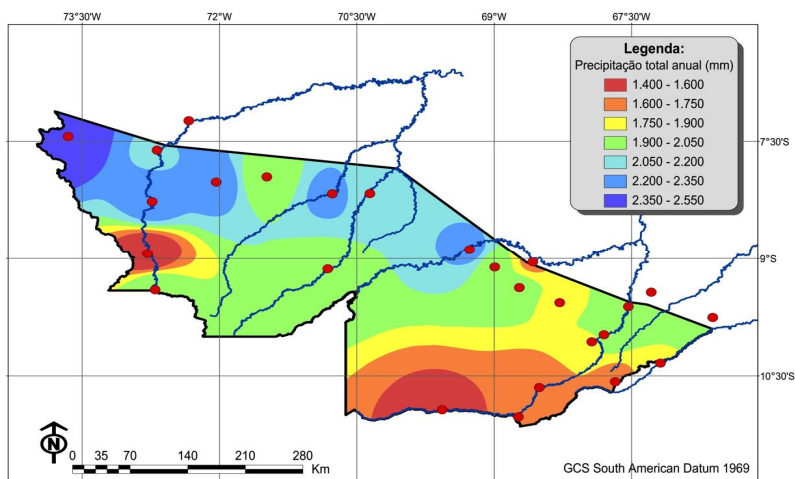 73°30'S 72°0'S 70°30'S 69°0'S 67°30'S
Legenda:
Precipitação total anual (mm)
1.400 - 1.600
1.600 - 1.750
1.750 - 1.900
1.900 - 2.050
2.050 - 2.200
2.200 - 2.350
2.350 - 2.550
7°30'S
9°0'S
10°30'S
N
0 35 70 140 210 280
Km
GCS South American Datum 1969